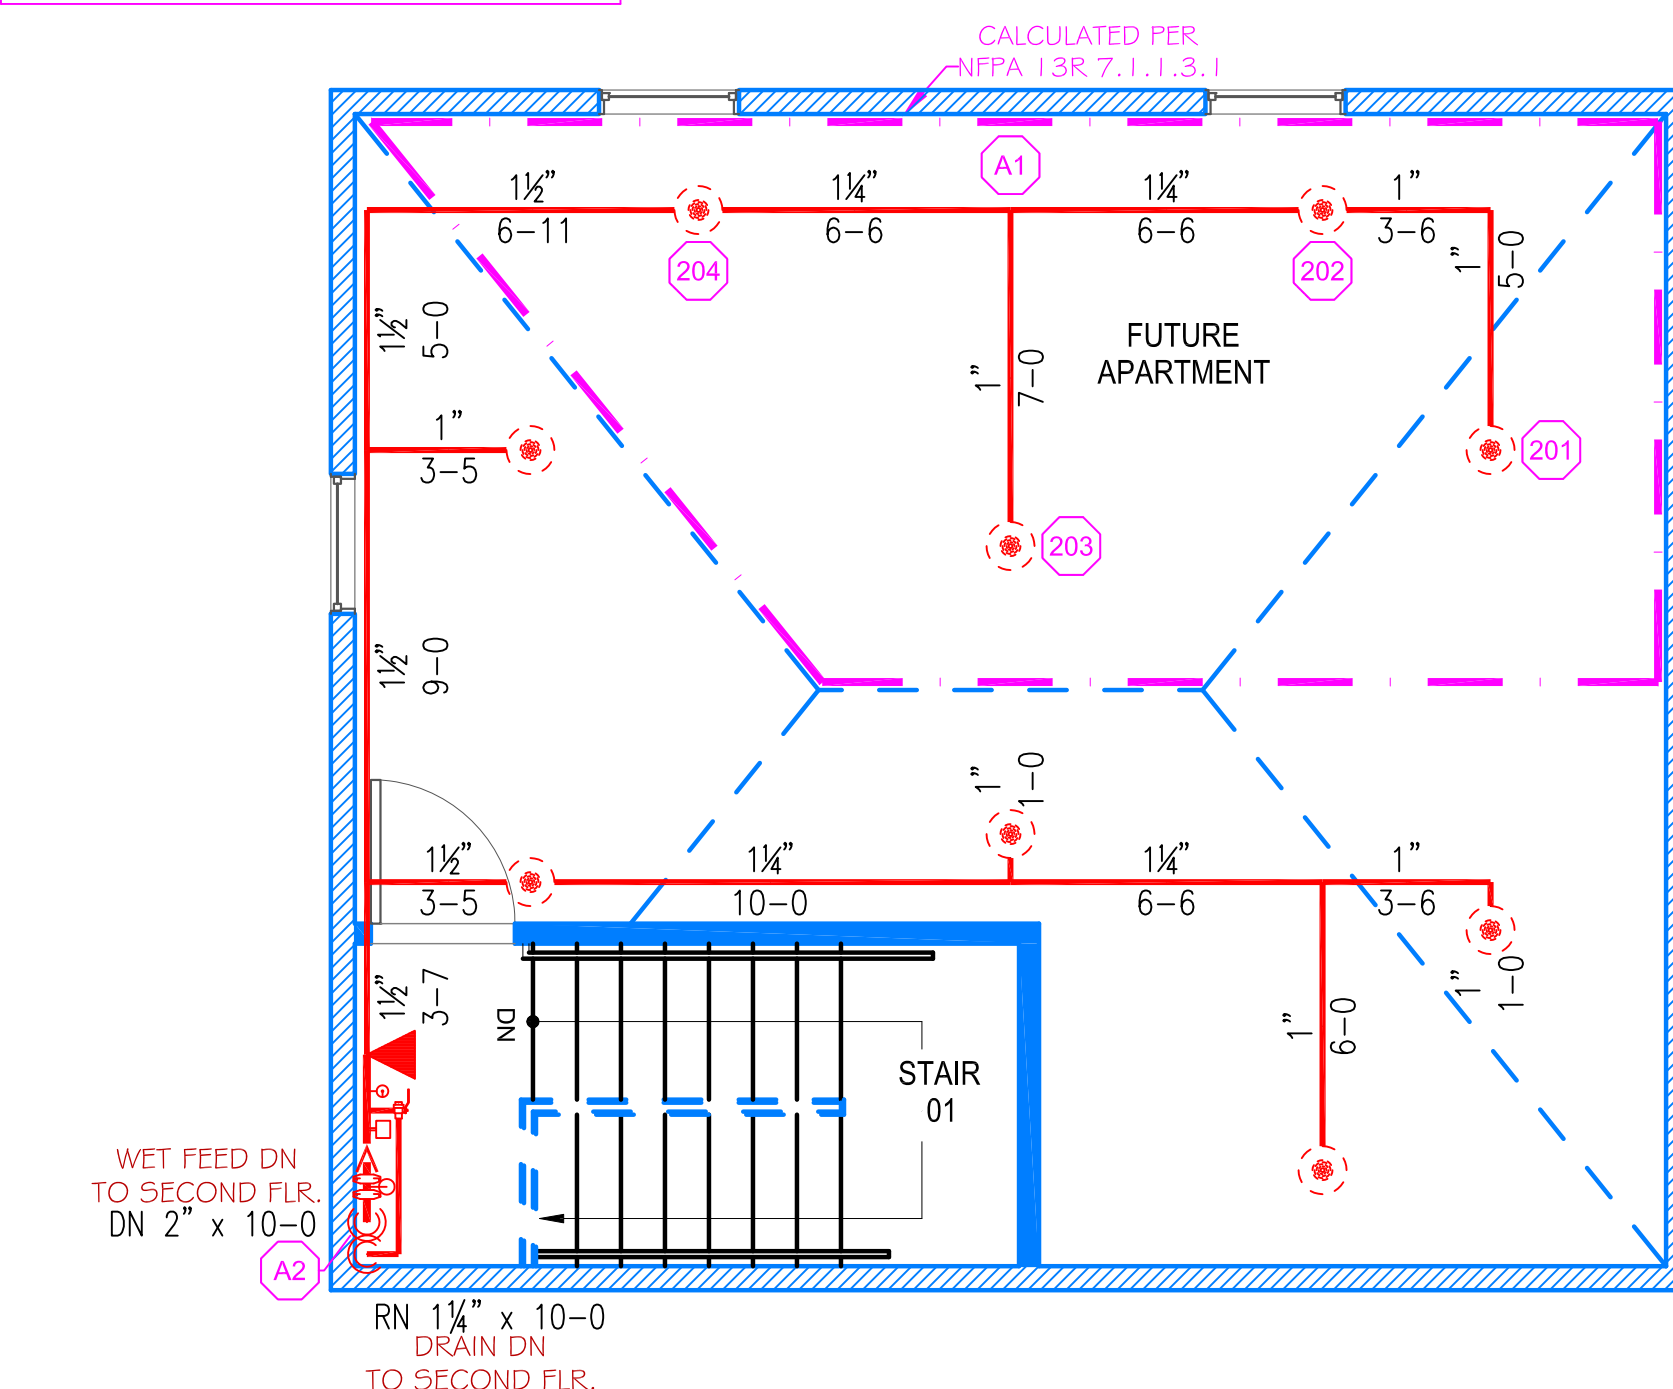 CALCULATED PER
NFPA 13R 7.1.1.3.1
A1
1½”
6-11
1¼”
6-6
1¼”
6-6
1”
3-6
204
202
1”
5-0
1½”
5-0
FUTURE
APARTMENT
1”
7-0
1”
3-5
201
203
1½”
9-0
1”
1-0
1½”
3-5
1¼”
10-0
1¼”
6-6
1”
3-6
1½”
3-7
DN
1”
1-0
1”
6-0
STAIR
01
WET FEED DN
TO SECOND FLR.
DN 2” x 10-0
A2
RN 1¼” x 10-0
DRAIN DN
TO SECOND FLR.